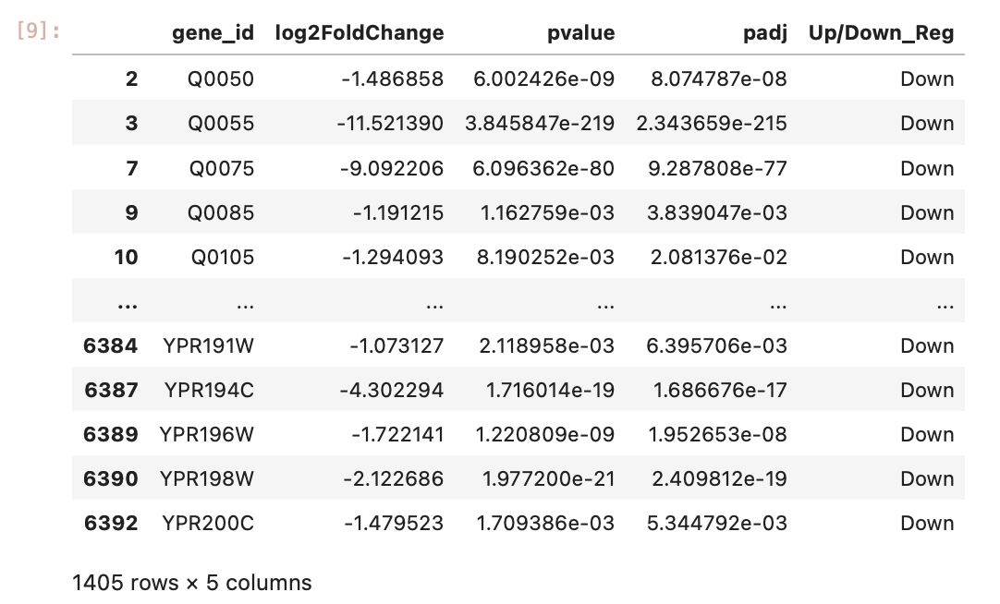 [9]:
gene_id log2FoldChange pvalue padj Up/Down_Reg
2 Q0050 -1.486858 6.002426e-09 8.074787e-08 Down
3 Q0055 -11.521390 3.845847e-219 2.343659e-215 Down
7 Q0075 -9.092206 6.096362e-80 9.287808e-77 Down
9 Q0085 -1.191215 1.162759e-03 3.839047e-03 Down
10 Q0105 -1.294093 8.190252e-03 2.081376e-02 Down
... ... ... ... ... ...
6384 YPR191W -1.073127 2.118958e-03 6.395706e-03 Down
6387 YPR194C -4.302294 1.716014e-19 1.686676e-17 Down
6389 YPR196W -1.722141 1.220809e-09 1.952653e-08 Down
6390 YPR198W -2.122686 1.977200e-21 2.409812e-19 Down
6392 YPR200C -1.479523 1.709386e-03 5.344792e-03 Down
1405 rows × 5 columns